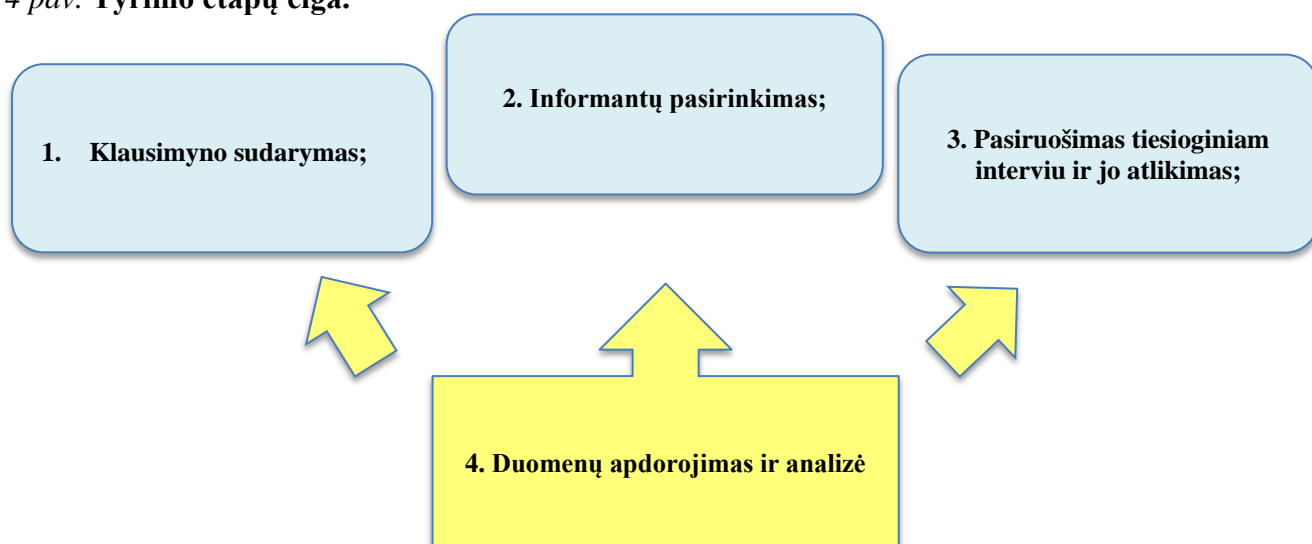 4 pav. Tyrimo etapų eiga.
1. Klausimyno sudarymas;
2. Informantų pasirinkimas;
3. Pasiruošimas tiesioginiam
interviu ir jo atlikimas;
4. Duomenų apdorojimas ir analizė